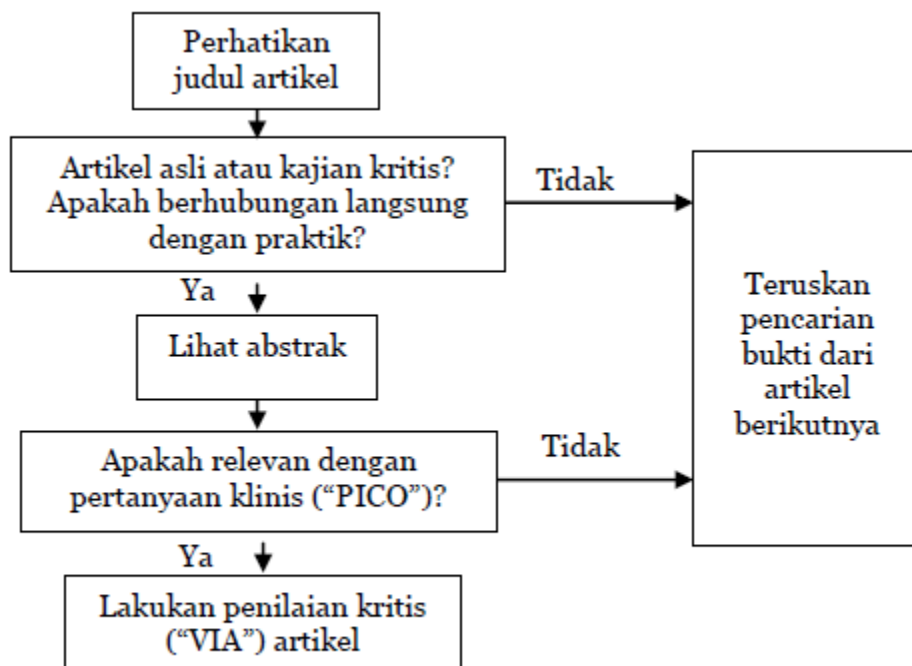 Perhatikan
judul artikel
Artikel asli atau kajian kritis?
Apakah berhubungan langsung
dengan praktik?
Tidak
Ya
Lihat abstrak
Teruskan
pencarian
bukti dari
artikel
berikutnya
Apakah relevan dengan
pertanyaan klinis (“PICO”)?
Tidak
Ya
Lakukan penilaian kritis
(“VIA”) artikel